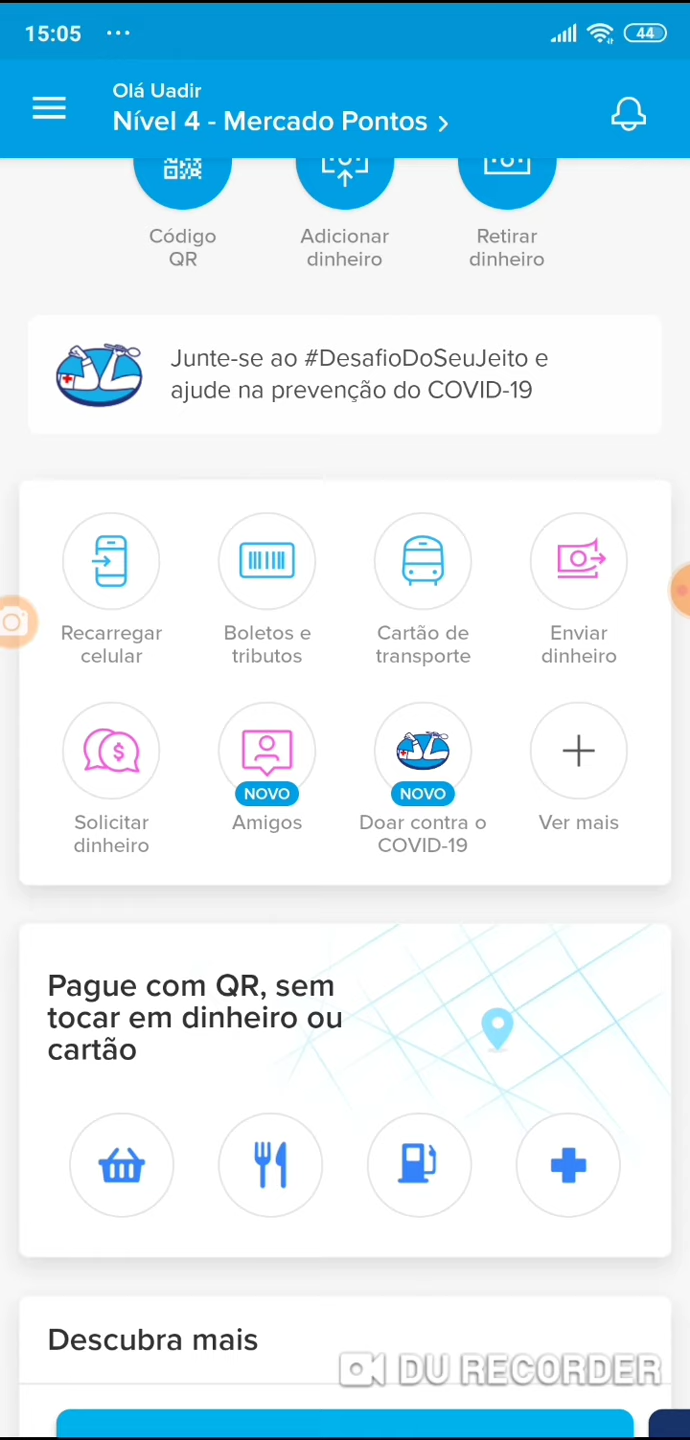 15:05 ... 44
Olá Uadir
Nível 4 - Mercado Pontos >
Código
QR
Adicionar
dinheiro
Retirar
dinheiro
Junte-se ao #DesafioDoSeuJeito e
ajude na prevenção do COVID-19
Recarregar
celular
Boletos e
tributos
Cartão de
transporte
Enviar
dinheiro
Solicitar
dinheiro
NOVO
Amigos
NOVO
Doar contra o
COVID-19
Ver mais
Pague com QR, sem
tocar em dinheiro ou
cartão
Descubra mais
DU RECORDER